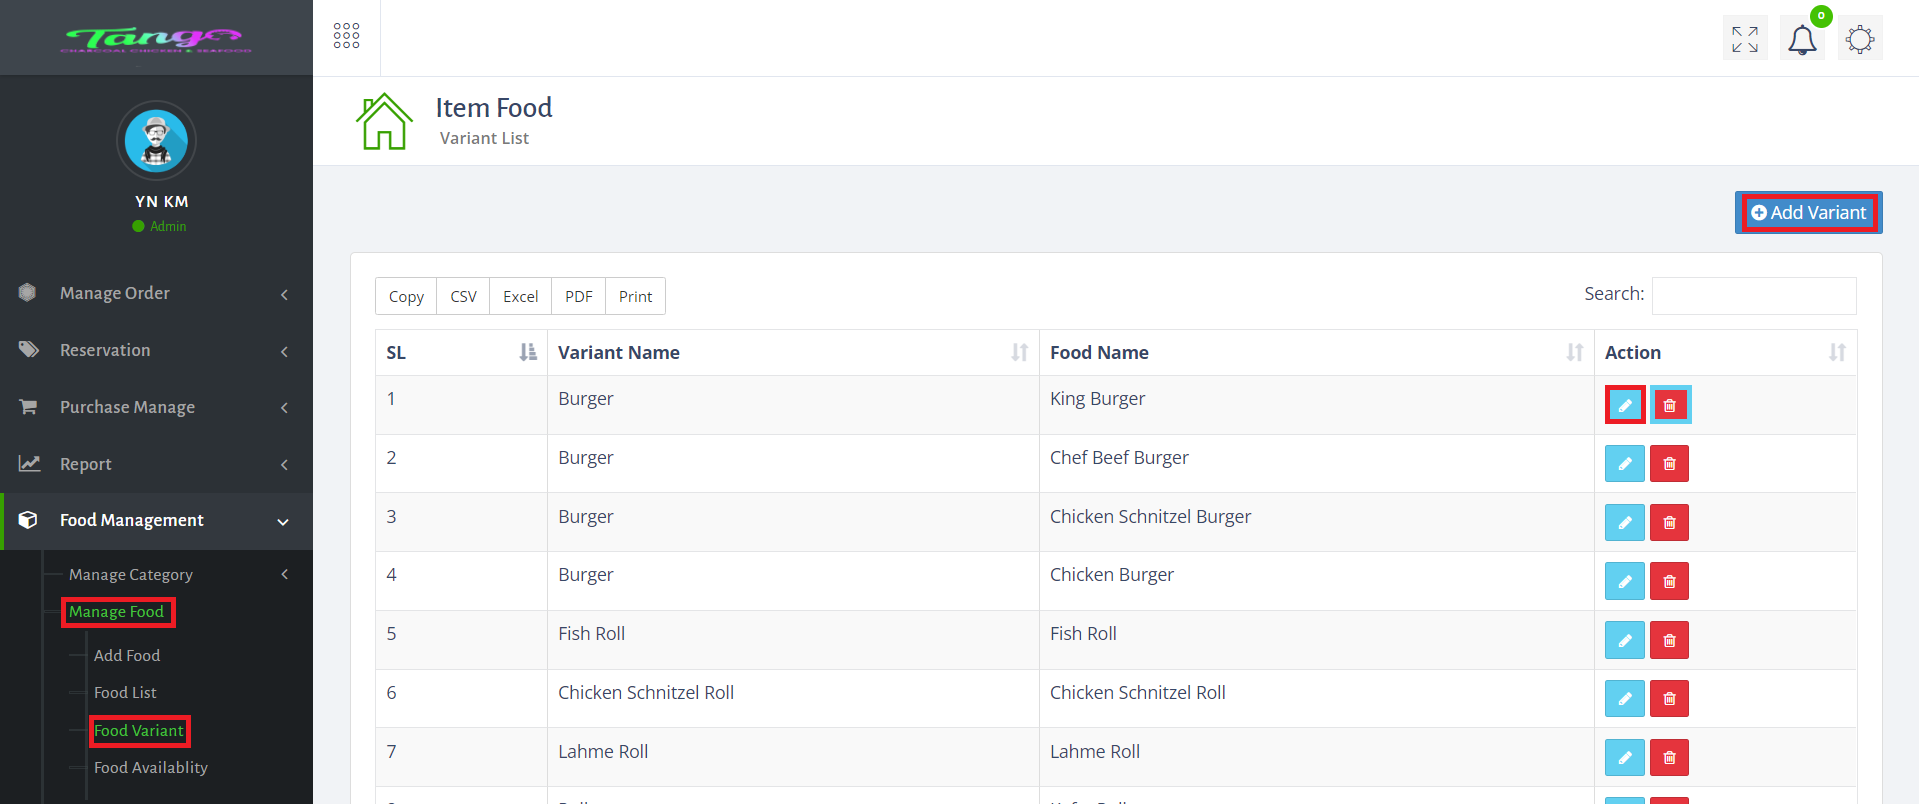 Tango
CHARCOAL CHICKEN & SEAFOOD
0
YN KM
Admin
Manage Order
Reservation
Purchase Manage
Report
Food Management
Manage Category
Manage Food
Add Food
Food List
Food Variant
Food Availablity
Item Food
Variant List
Add Variant
Copy CSV Excel PDF Print Search:
SL Variant Name Food Name Action
1 Burger King Burger
2 Burger Chef Beef Burger
3 Burger Chicken Schnitzel Burger
4 Burger Chicken Burger
5 Fish Roll Fish Roll
6 Chicken Schnitzel Roll Chicken Schnitzel Roll
7 Lahme Roll Lahme Roll